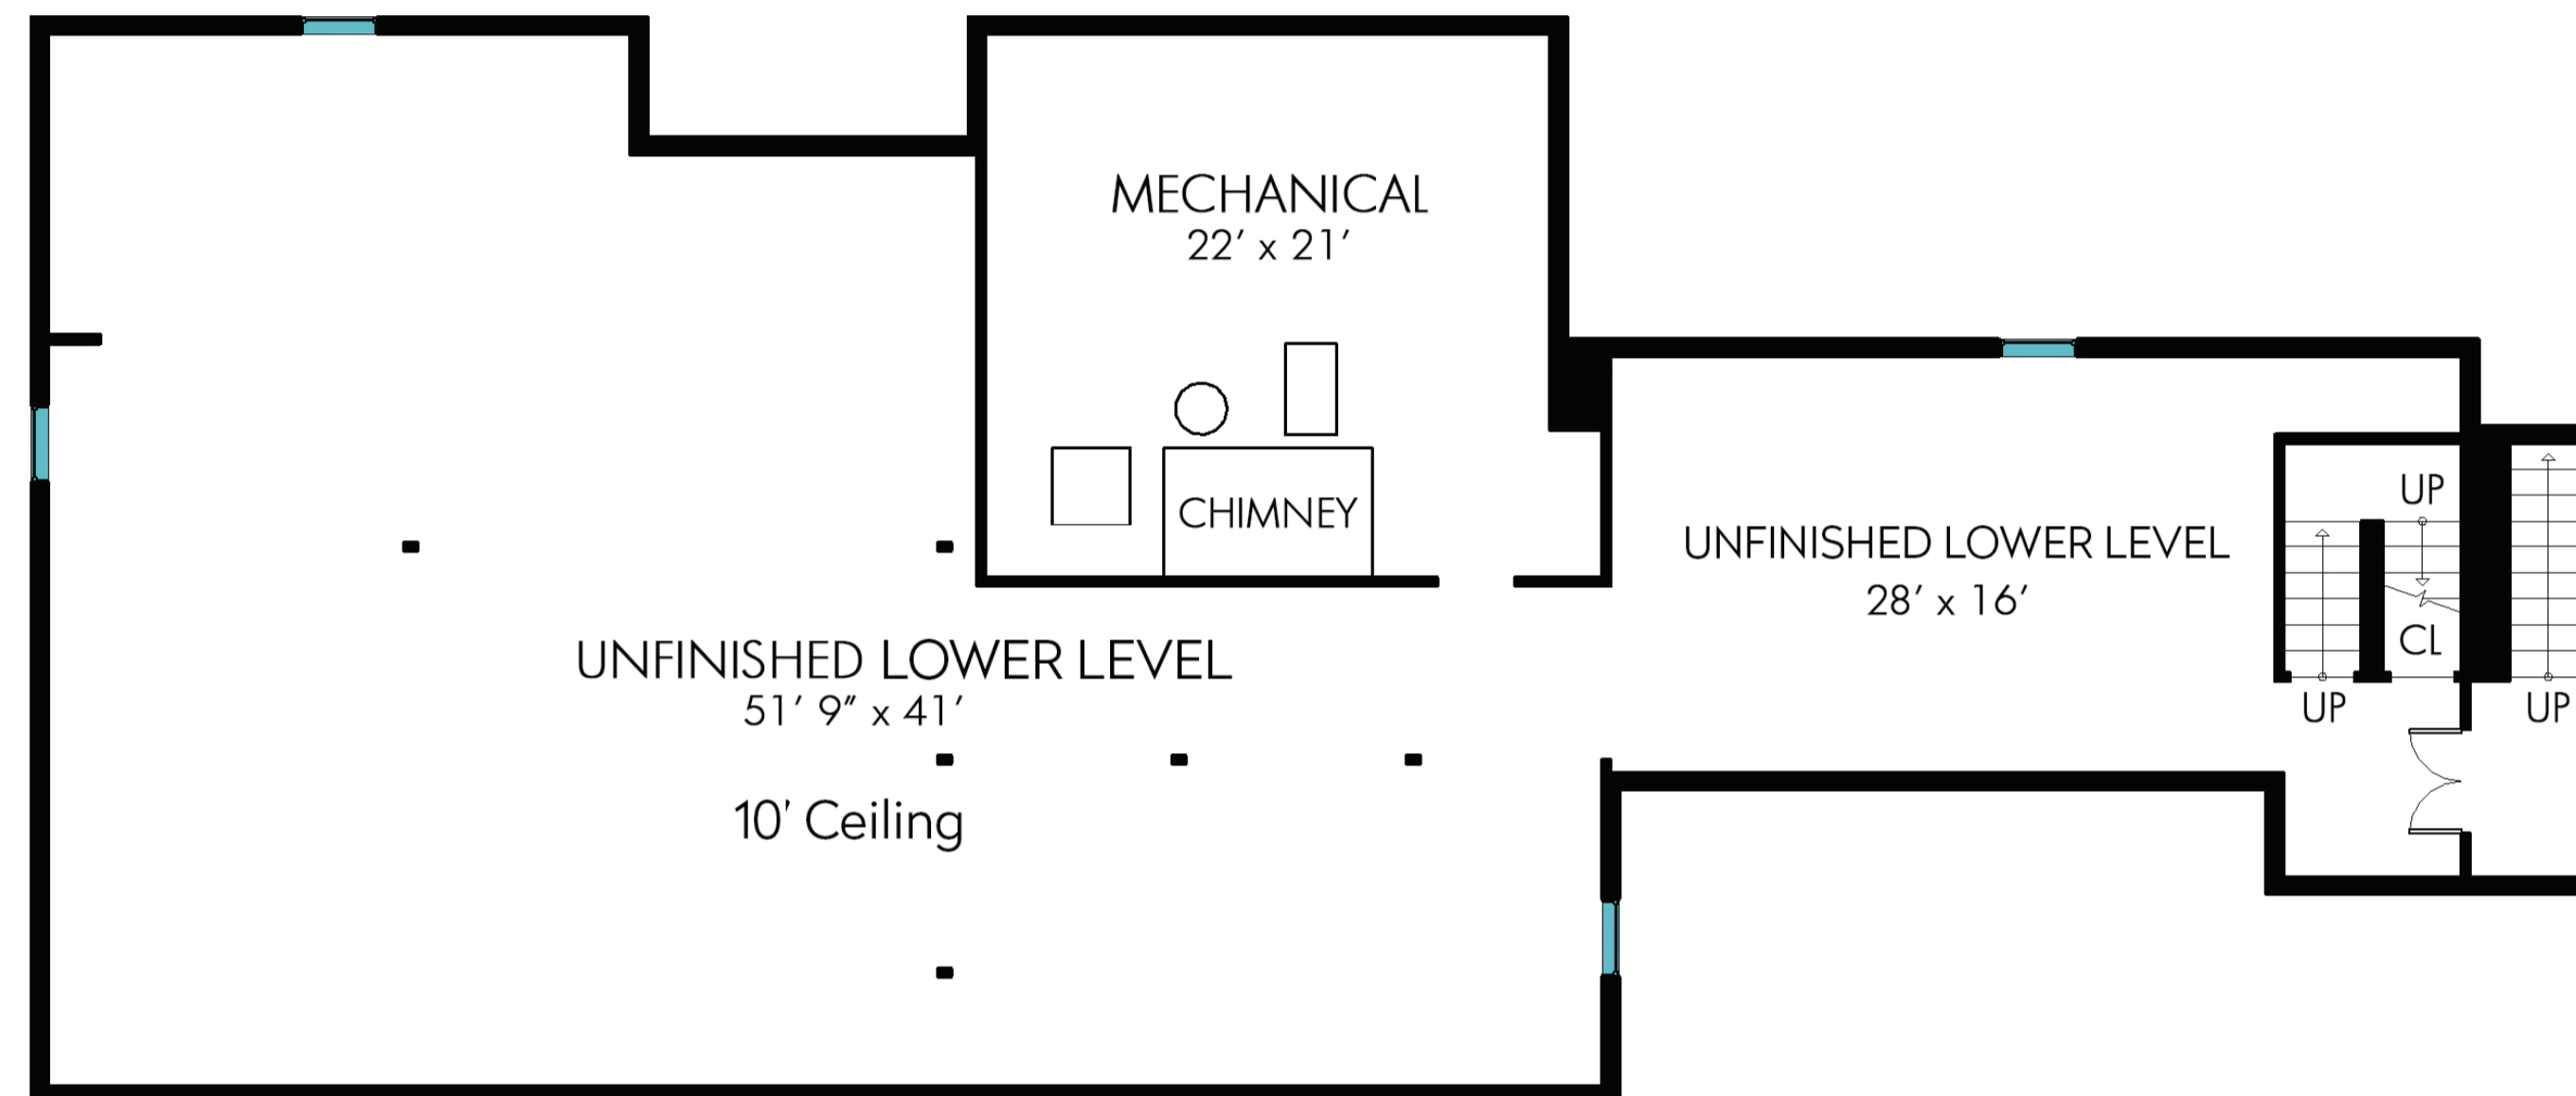 MECHANICAL
22′ x 21′
CHIMNEY
UNFINISHED LOWER LEVEL
28′ x 16′
UP
CL
UP
UP
UNFINISHED LOWER LEVEL
51′ 9″ x 41′
10' Ceiling